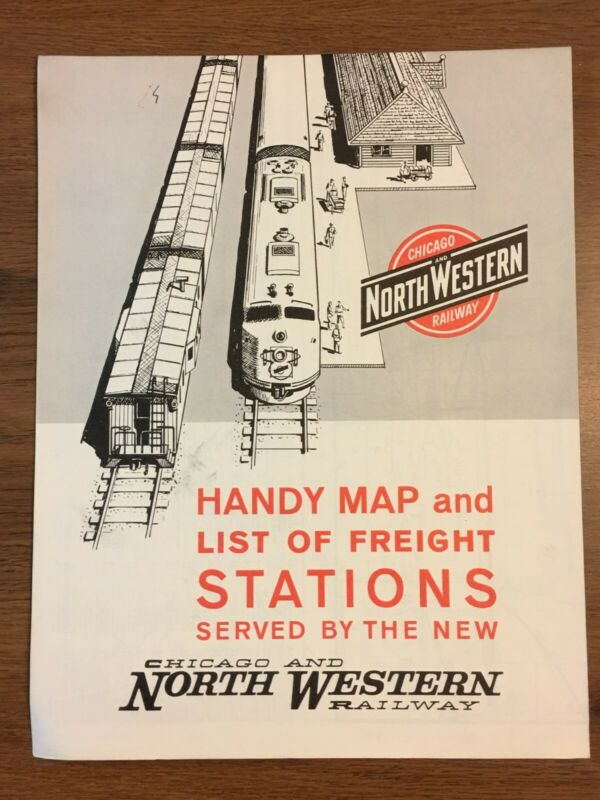 CHICAGO
AND
NORTH WESTERN
RAILWAY
HANDY MAP and
LIST OF FREIGHT
STATIONS
SERVED BY THE NEW
CHICAGO AND
NORTH WESTERN
RAILWAY